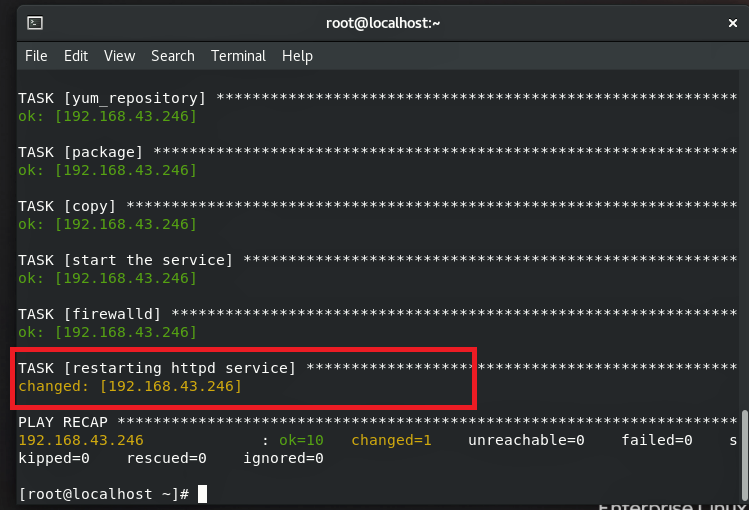 root@localhost:~
File Edit View Search Terminal Help
TASK [yum_repository] **********************************************************
ok: [192.168.43.246]
TASK [package] *****************************************************************
ok: [192.168.43.246]
TASK [copy] ********************************************************************
ok: [192.168.43.246]
TASK [start the service] *******************************************************
ok: [192.168.43.246]
TASK [firewalld] ***************************************************************
ok: [192.168.43.246]
TASK [restarting httpd service] ************************************************
changed: [192.168.43.246]
PLAY RECAP *********************************************************************
192.168.43.246 : ok=10 changed=1 unreachable=0 failed=0 s
kipped=0 rescued=0 ignored=0
[root@localhost ~]#
Enterprise Linux